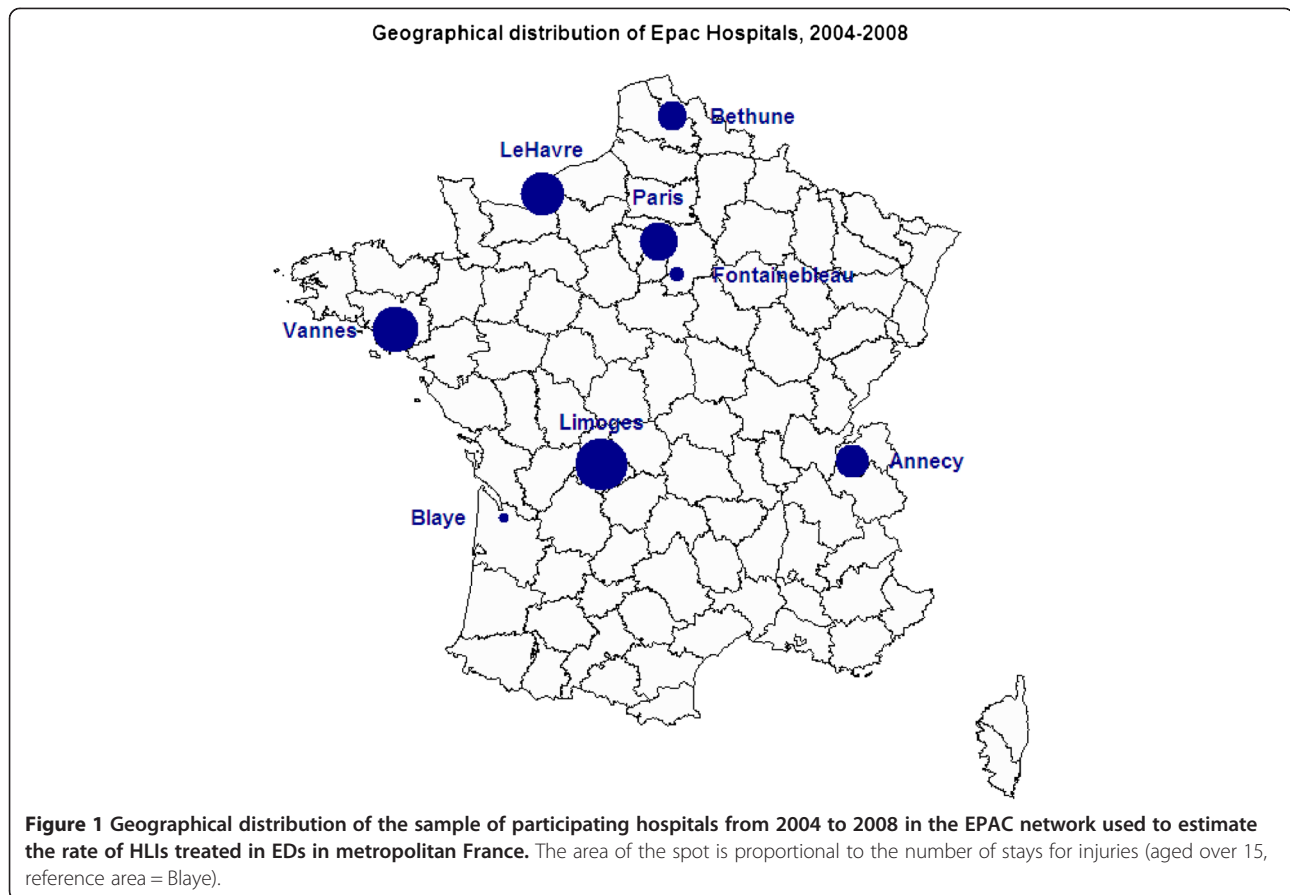 Geographical distribution of Epac Hospitals, 2004-2008
Bethune
LeHavre
Paris
Fontainebleau
Vannes
Limoges
Annecy
Blaye
Figure 1 Geographical distribution of the sample of participating hospitals from 2004 to 2008 in the EPAC network used to estimate
the rate of HLIs treated in EDs in metropolitan France. The area of the spot is proportional to the number of stays for injuries (aged over 15,
reference area = Blaye).